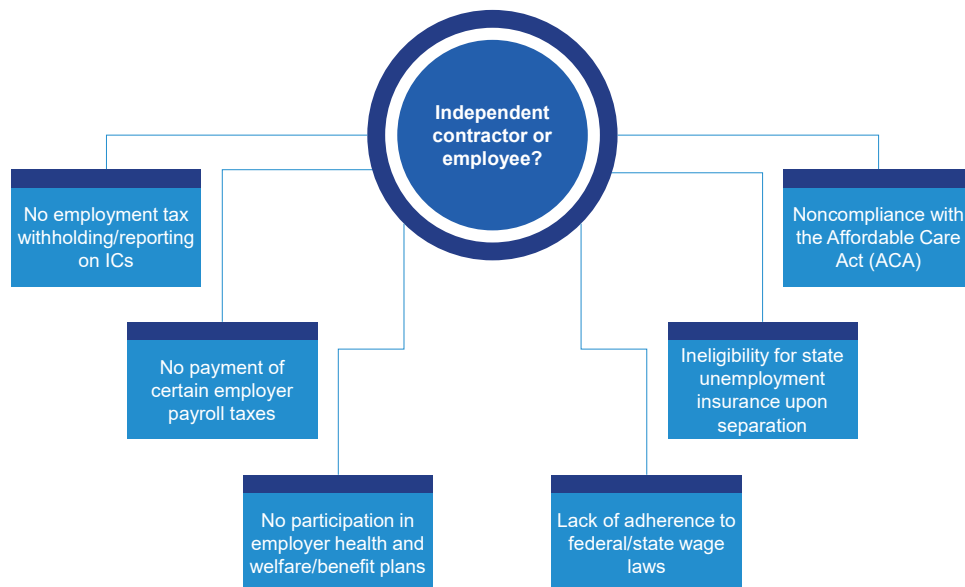 Independent
contractor or
employee?
No employment tax
withholding/reporting
on ICs
Noncompliance with
the Affordable Care
Act (ACA)
No payment of
certain employer
payroll taxes
Ineligibility for state
unemployment
insurance upon
separation
No participation in
employer health and
welfare/benefit plans
Lack of adherence to
federal/state wage
laws